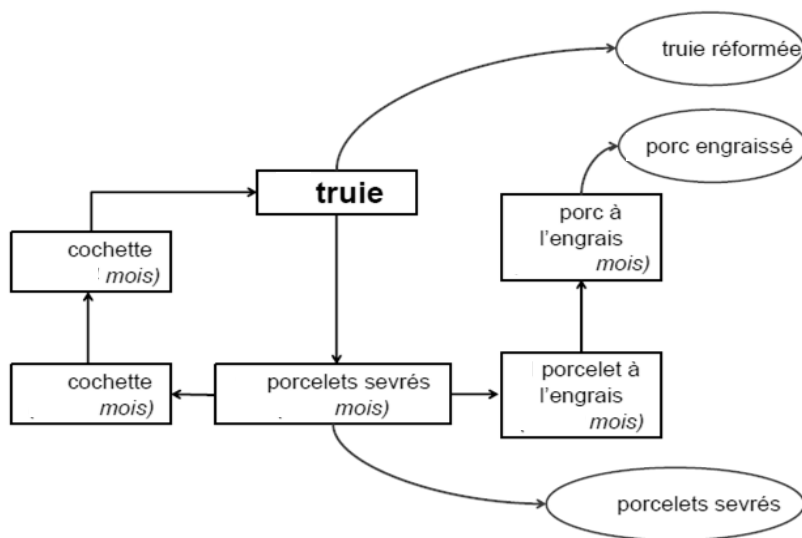 truie réformée
porc engraissé
truie
porc à
l'engrais
mois)
cochette
mois)
cochette
mois)
porcelets sevrés
mois)
porcelet à
l'engrais
mois)
porcelets sevrés